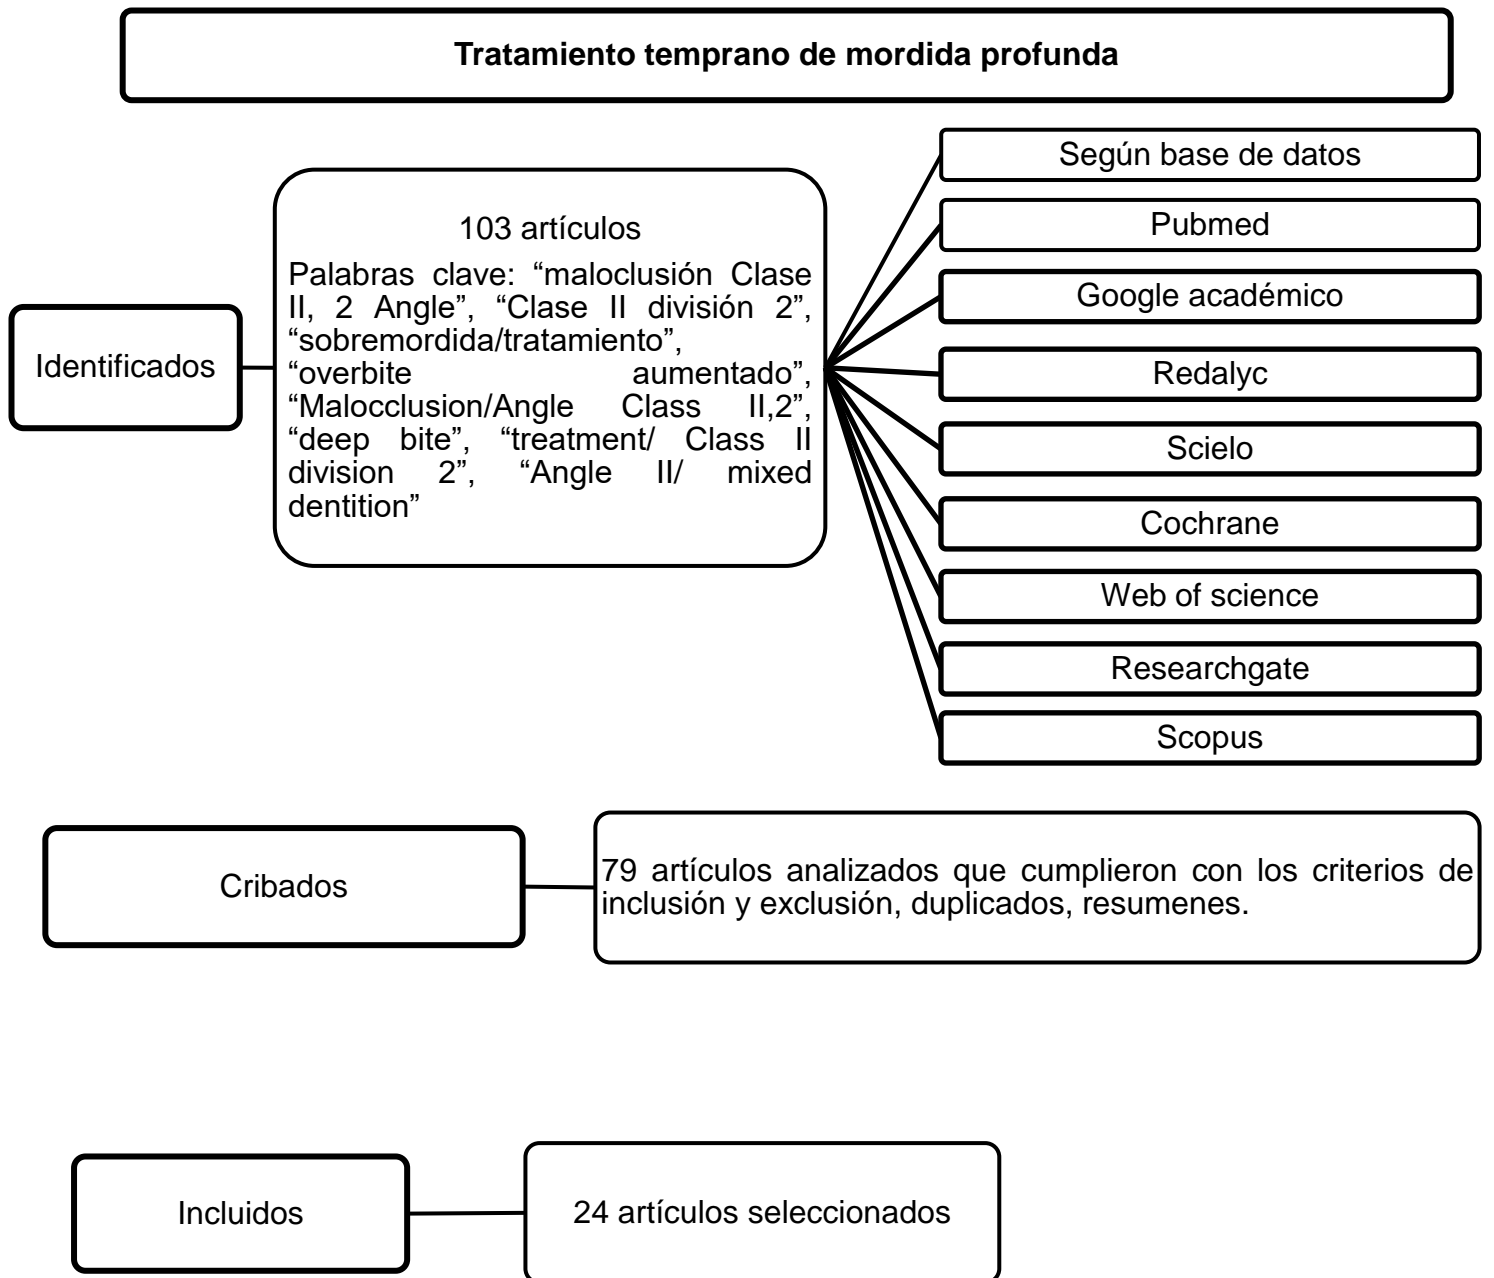 Tratamiento temprano de mordida profunda
Identificados
103 artículos
Palabras clave: “maloclusión Clase
II, 2 Angle”, “Clase II división 2”,
“sobremordida/tratamiento”,
“overbite aumentado”,
“Malocclusion/Angle Class II,2”,
“deep bite”, “treatment/ Class II
division 2”, “Angle II/ mixed
dentition”
Según base de datos
Pubmed
Google académico
Redalyc
Scielo
Cochrane
Web of science
Researchgate
Scopus
Cribados
79 artículos analizados que cumplieron con los criterios de
inclusión y exclusión, duplicados, resumenes.
Incluidos
24 artículos seleccionados